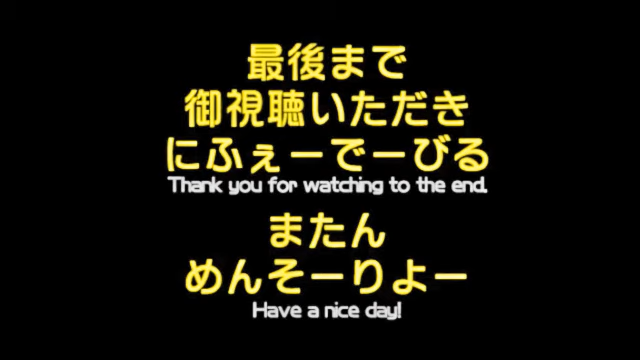 最後まで
御視聴いただき
にふぇーでーびる
Thank you for watching to the end.
またん
めんそーりよー
Have a nice day!